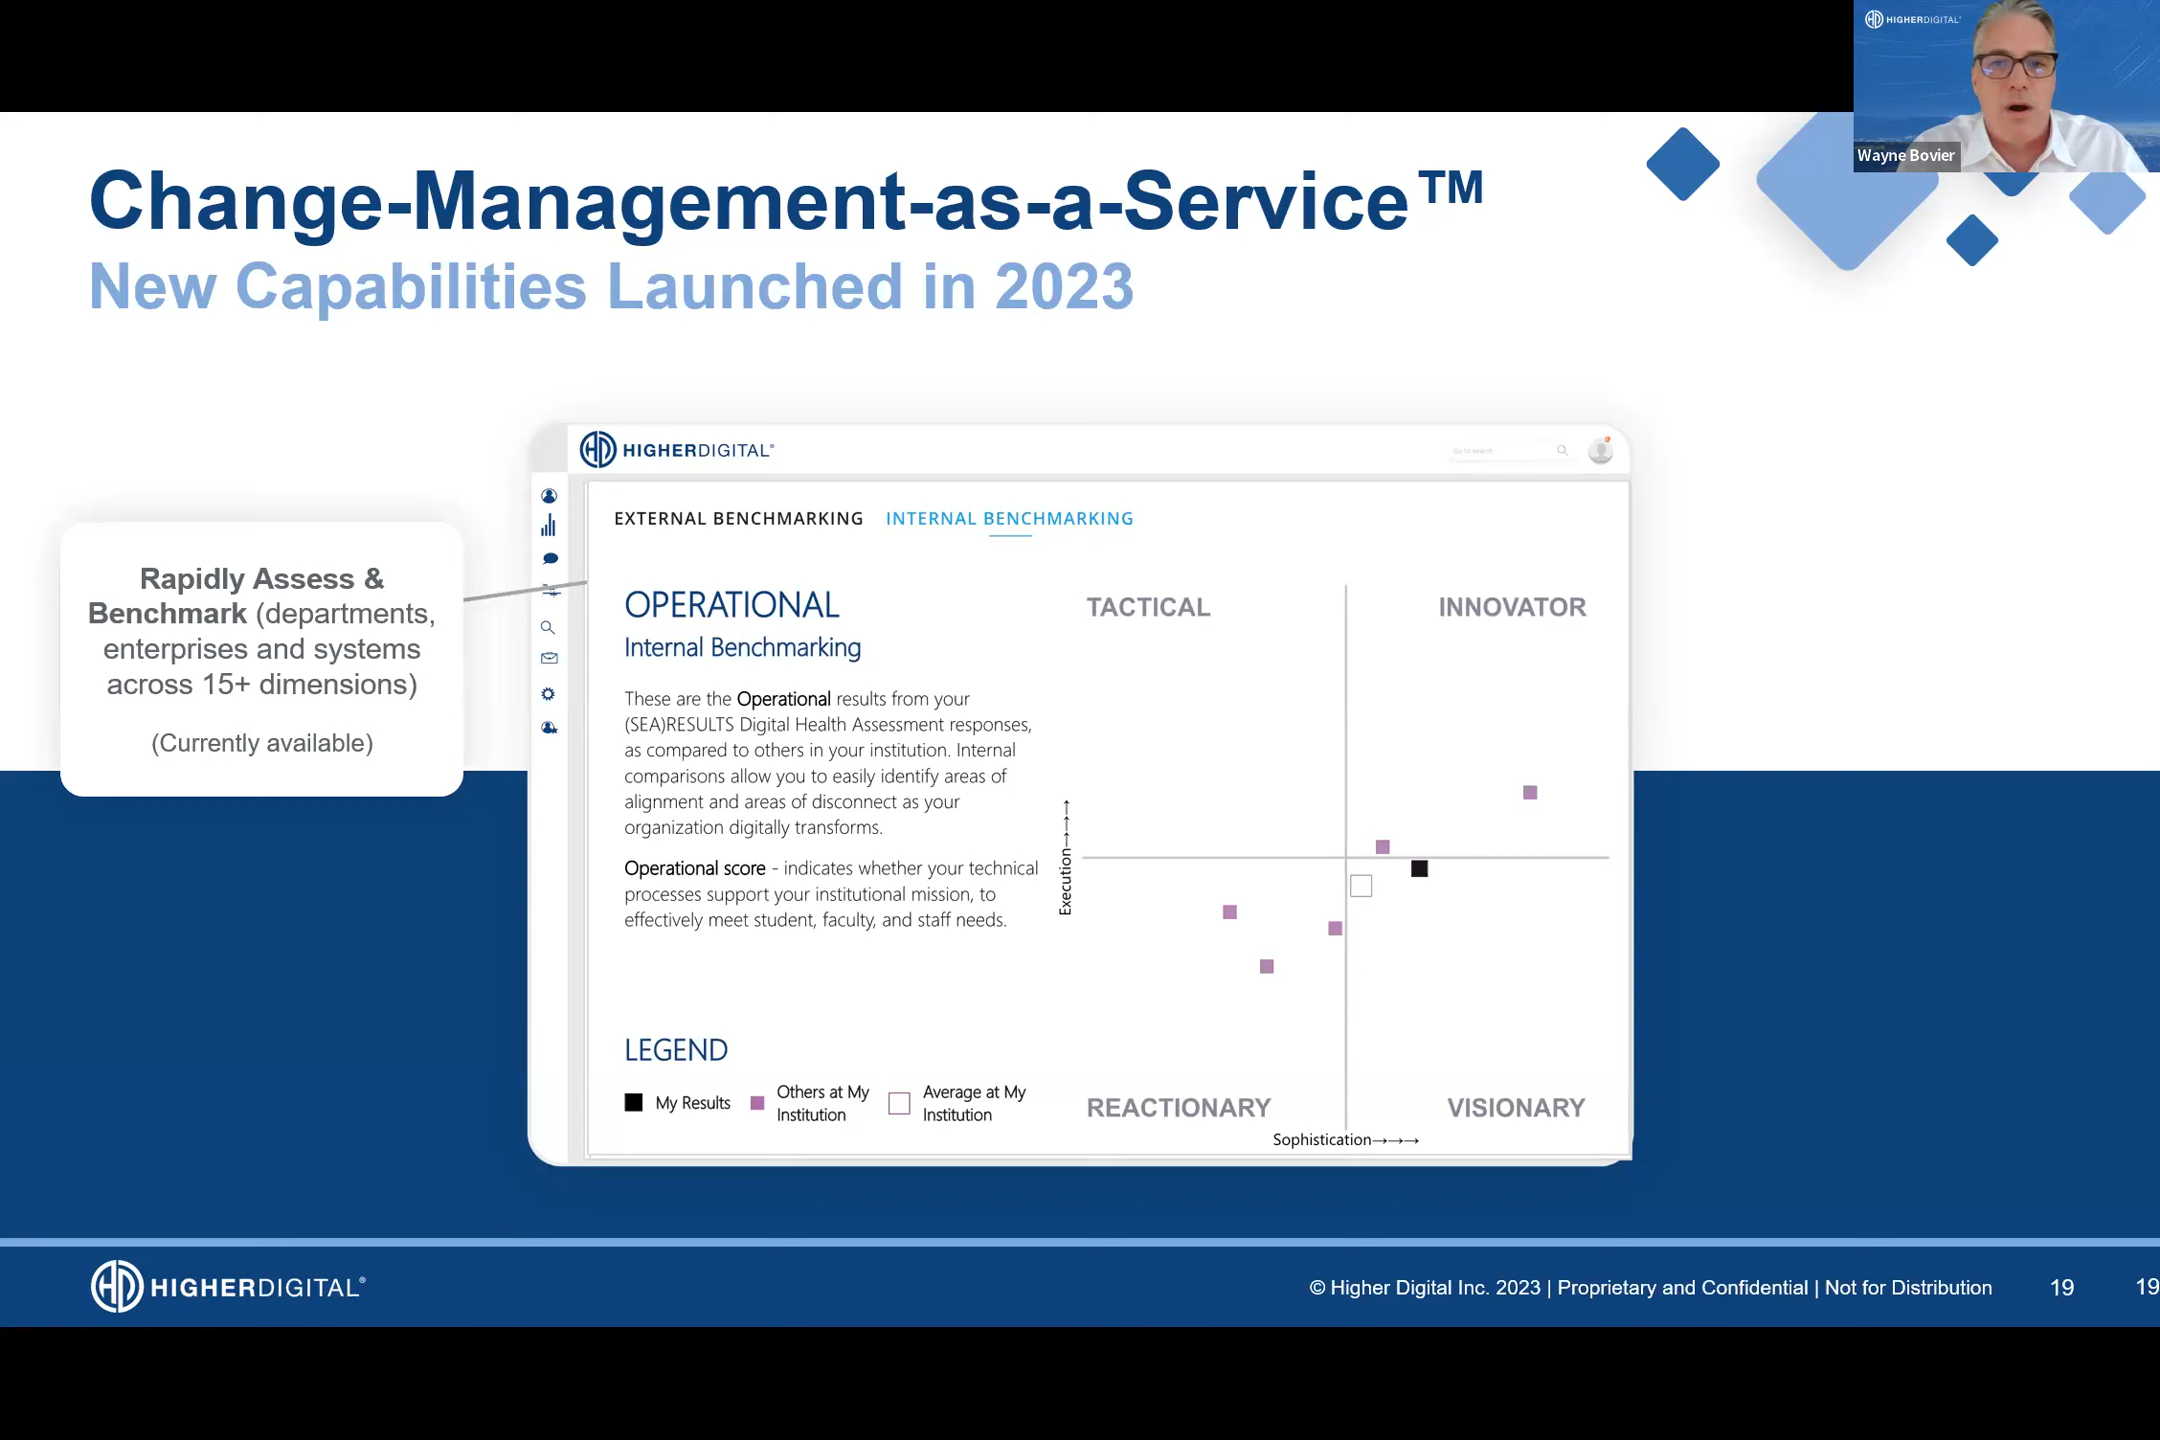 HIGHERDIGITAL
Wayne Bovier
Change-Management-as-a-Service™
New Capabilities Launched in 2023
HIGHERDIGITAL®
Go to search
EXTERNAL BENCHMARKING INTERNAL BENCHMARKING
Rapidly Assess &
Benchmark (departments,
enterprises and systems
across 15+ dimensions)
(Currently available)
OPERATIONAL
Internal Benchmarking
These are the Operational results from your
(SEA)RESULTS Digital Health Assessment responses,
as compared to others in your institution. Internal
comparisons allow you to easily identify areas of
alignment and areas of disconnect as your
organization digitally transforms.
Operational score - indicates whether your technical
processes support your institutional mission, to
effectively meet student, faculty, and staff needs.
LEGEND
My Results
Others at My
Institution
Average at My
Institution
TACTICAL
INNOVATOR
Execution→→→→
REACTIONARY
VISIONARY
Sophistication→→→
HIGHERDIGITAL®
© Higher Digital Inc. 2023 | Proprietary and Confidential | Not for Distribution
19
19